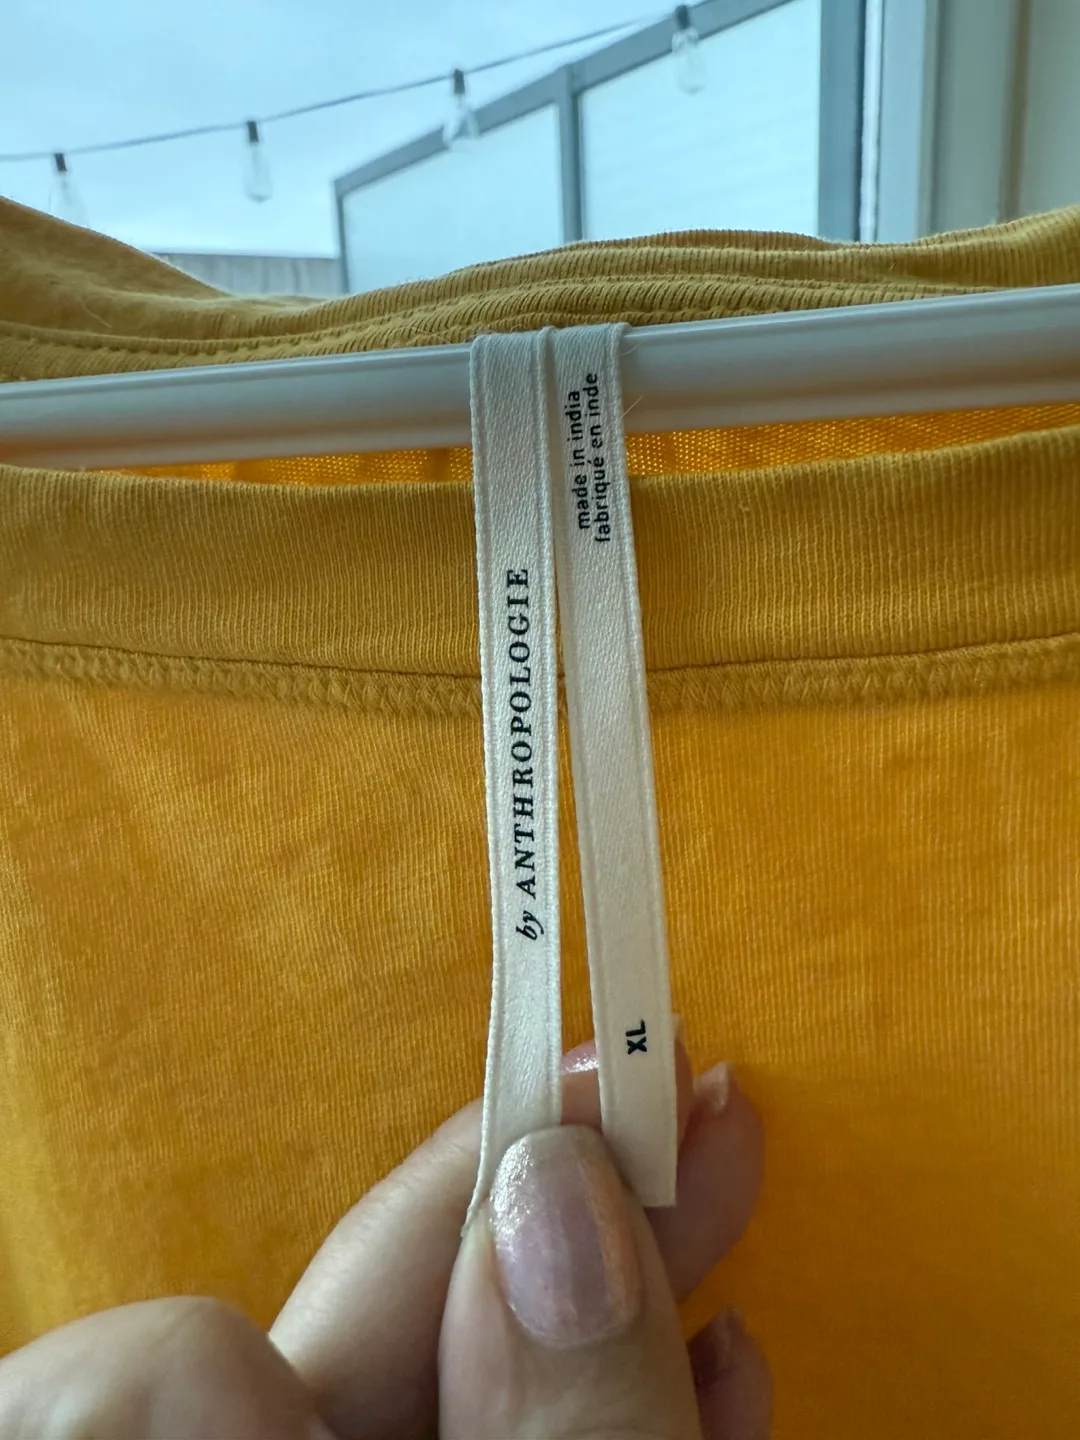 by ANTHROPOLOGIE
made in india
fabriqué en inde
XL